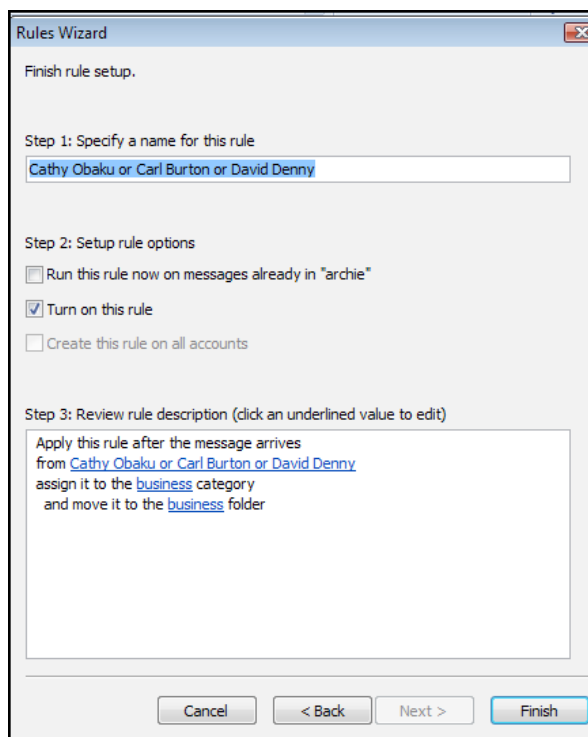 Rules Wizard
Finish rule setup.
Step 1: Specify a name for this rule
Cathy Obaku or Carl Burton or David Denny
Step 2: Setup rule options
Run this rule now on messages already in "archie"
Turn on this rule
Create this rule on all accounts
Step 3: Review rule description (click an underlined value to edit)
Apply this rule after the message arrives
from Cathy Obaku or Carl Burton or David Denny
assign it to the business category
and move it to the business folder
Cancel
< Back
Next >
Finish